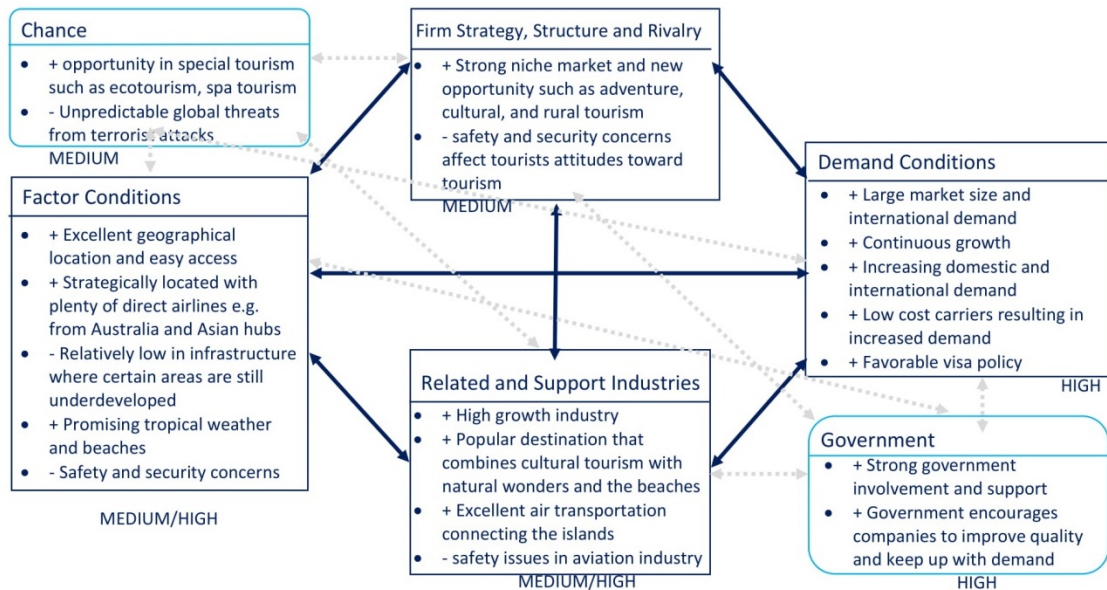 Chance
• + opportunity in special tourism
such as ecotourism, spa tourism
• - Unpredictable global threats
from terrorist attacks
MEDIUM
Firm Strategy, Structure and Rivalry
• + Strong niche market and new
opportunity such as adventure,
cultural, and rural tourism
• - safety and security concerns
affect tourists attitudes toward
tourism
MEDIUM
Factor Conditions
• + Excellent geographical
location and easy access
• + Strategically located with
plenty of direct airlines e.g.
from Australia and Asian hubs
• - Relatively low in infrastructure
where certain areas are still
underdeveloped
• + Promising tropical weather
and beaches
• - Safety and security concerns
MEDIUM/HIGH
Demand Conditions
• + Large market size and
international demand
• + Continuous growth
• + Increasing domestic and
international demand
• + Low cost carriers resulting in
increased demand
• + Favorable visa policy
HIGH
Related and Support Industries
• + High growth industry
• + Popular destination that
combines cultural tourism with
natural wonders and the beaches
• + Excellent air transportation
connecting the islands
• - safety issues in aviation industry
MEDIUM/HIGH
Government
• + Strong government
involvement and support
• + Government encourages
companies to improve quality
and keep up with demand
HIGH